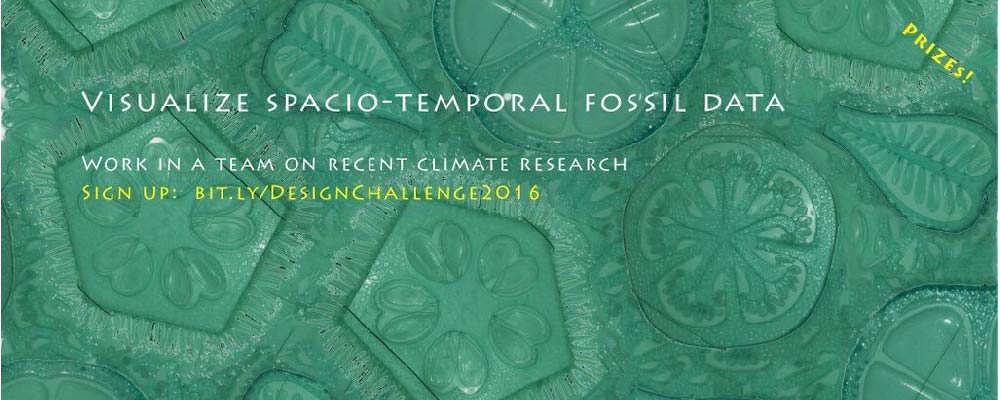 PRIZES!
VISUALIZE SPACIO-TEMPORAL FOSSIL DATA
WORK IN A TEAM ON RECENT CLIMATE RESEARCH
SIGN UP: BIT.LY/DESIGNCHALLENGE2016